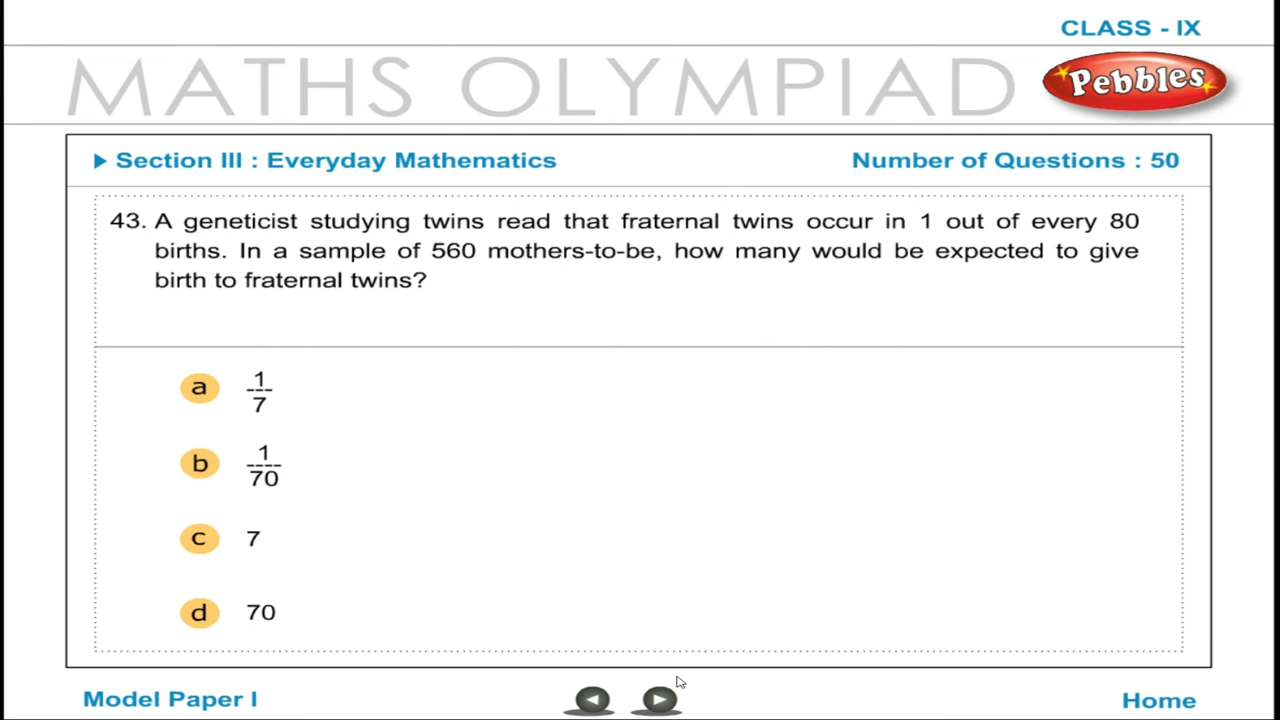 CLASS - IX
MATHS OLYMPIAD
Pebbles
Section III : Everyday Mathematics
Number of Questions : 50
43. A geneticist studying twins read that fraternal twins occur in 1 out of every 80
births. In a sample of 560 mothers-to-be, how many would be expected to give
birth to fraternal twins?
a 1/7
b 1/70
c 7
d 70
Model Paper I
Home